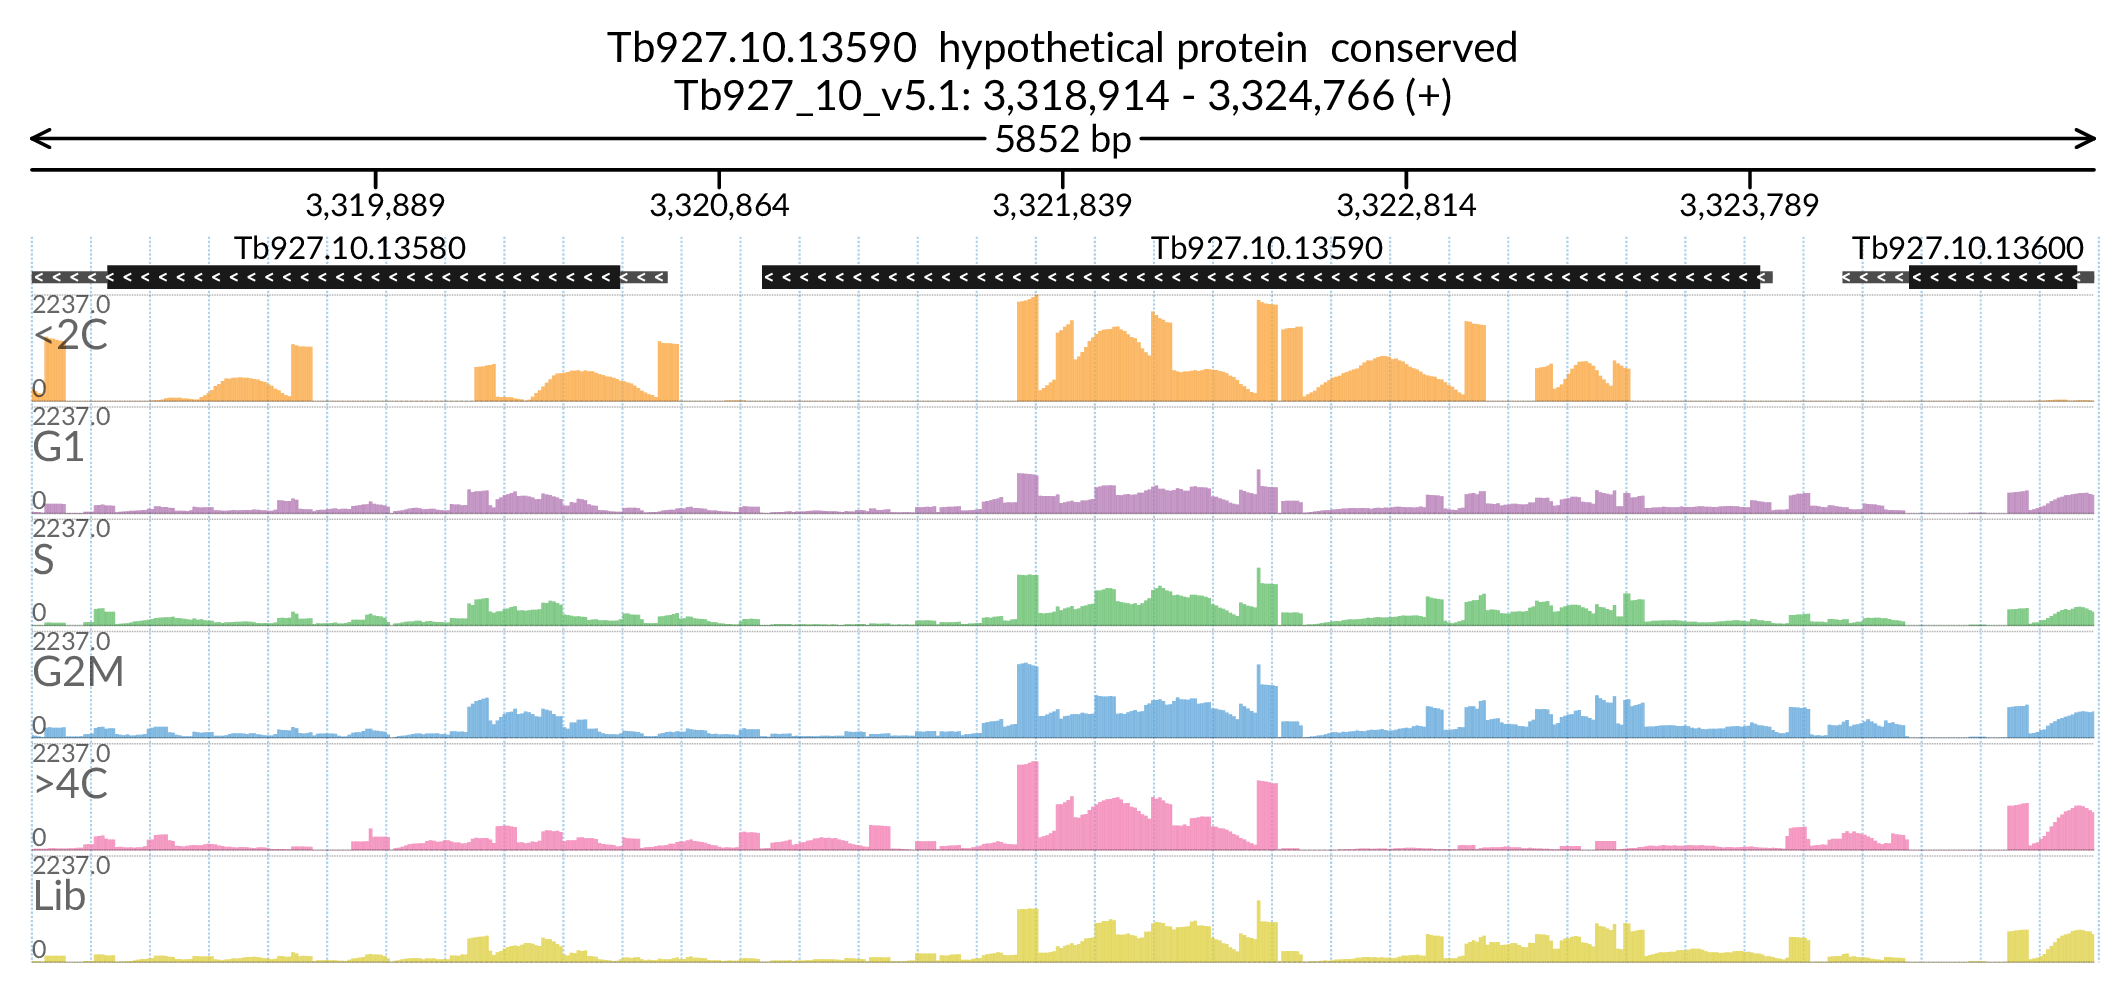 Tb927.10.13590  hypothetical protein  conserved
Tb927_10_v5.1: 3,318,914 - 3,324,766 (+)
5852 bp
3,319,889 3,320,864 3,321,839 3,322,814 3,323,789
Tb927.10.13580 Tb927.10.13590 Tb927.10.13600
2237.0
<2C
0
2237.0
G1
0
2237.0
S
0
2237.0
G2M
0
2237.0
>4C
0
2237.0
Lib
0